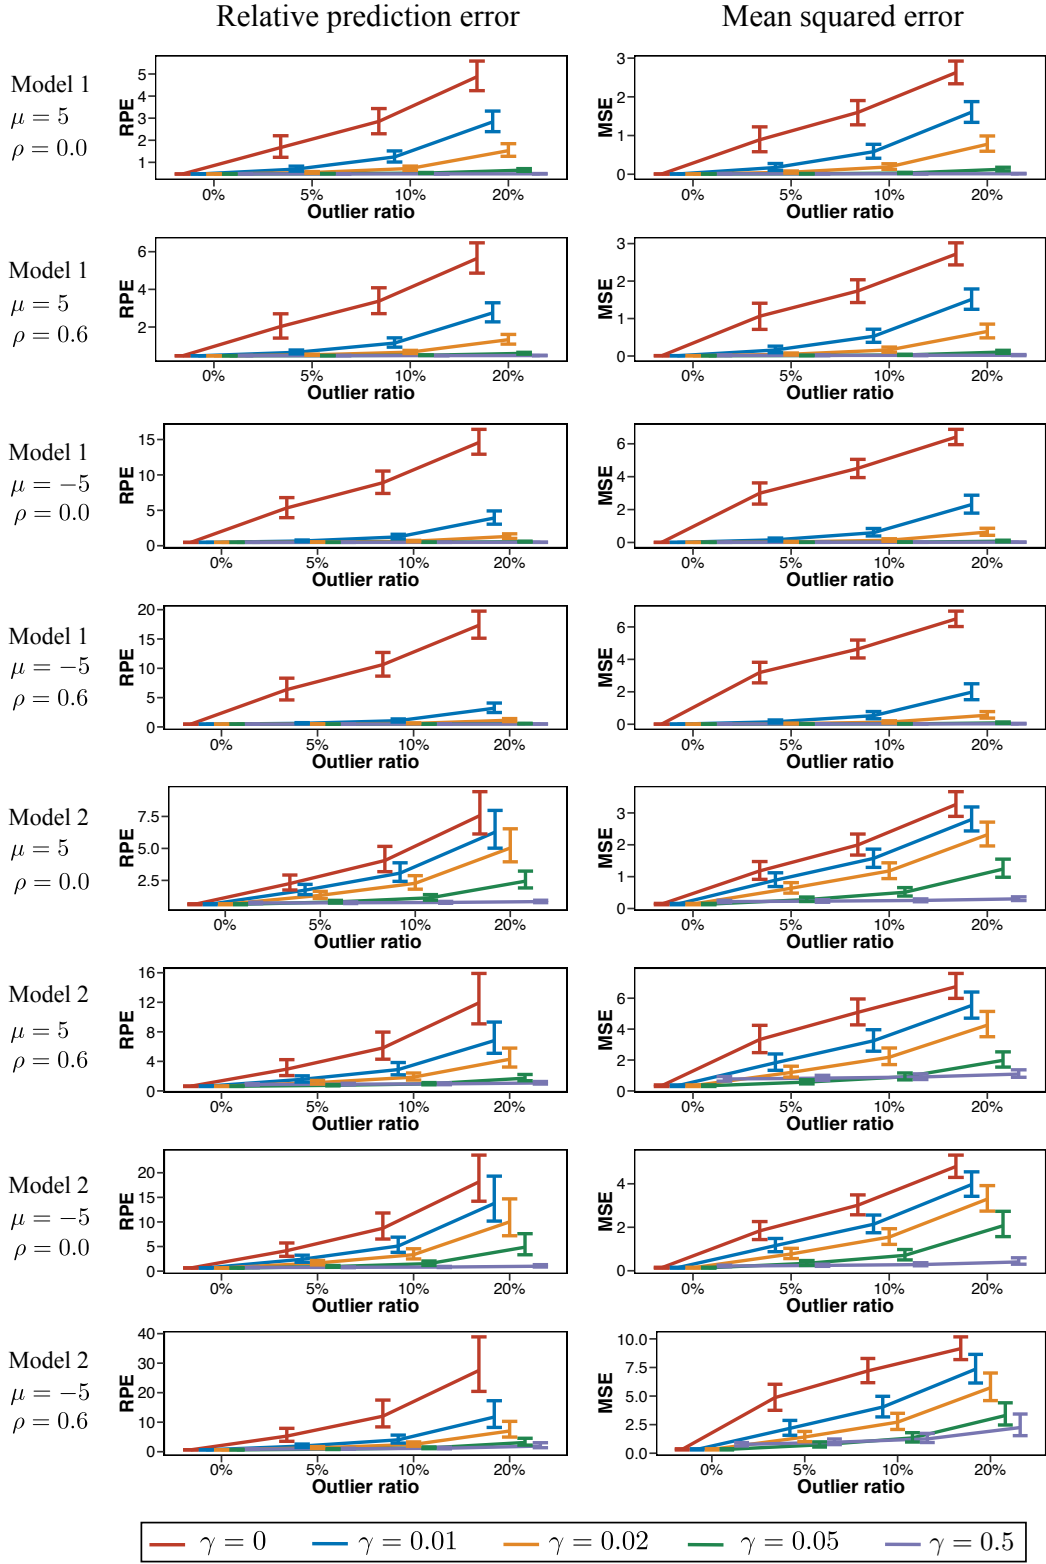 Relative prediction error
Mean squared error
Model 1
μ = 5
ρ = 0.0
RPE
5
4
3
2
1
0%
5%
10%
20%
Outlier ratio
MSE
3
2
1
0
0%
5%
10%
20%
Outlier ratio
Model 1
μ = 5
ρ = 0.6
RPE
6
4
2
0%
5%
10%
20%
Outlier ratio
MSE
3
2
1
0
0%
5%
10%
20%
Outlier ratio
Model 1
μ = −5
ρ = 0.0
RPE
15
10
5
0
0%
5%
10%
20%
Outlier ratio
MSE
6
4
2
0
0%
5%
10%
20%
Outlier ratio
Model 1
μ = −5
ρ = 0.6
RPE
20
15
10
5
0
0%
5%
10%
20%
Outlier ratio
MSE
6
4
2
0
0%
5%
10%
20%
Outlier ratio
Model 2
μ = 5
ρ = 0.0
RPE
7.5
5.0
2.5
0%
5%
10%
20%
Outlier ratio
MSE
3
2
1
0
0%
5%
10%
20%
Outlier ratio
Model 2
μ = 5
ρ = 0.6
RPE
16
12
8
4
0
0%
5%
10%
20%
Outlier ratio
MSE
6
4
2
0
0%
5%
10%
20%
Outlier ratio
Model 2
μ = −5
ρ = 0.0
RPE
20
15
10
5
0
0%
5%
10%
20%
Outlier ratio
MSE
4
2
0
0%
5%
10%
20%
Outlier ratio
Model 2
μ = −5
ρ = 0.6
RPE
40
30
20
10
0
0%
5%
10%
20%
Outlier ratio
MSE
10.0
7.5
5.0
2.5
0.0
0%
5%
10%
20%
Outlier ratio
γ = 0
γ = 0.01
γ = 0.02
γ = 0.05
γ = 0.5